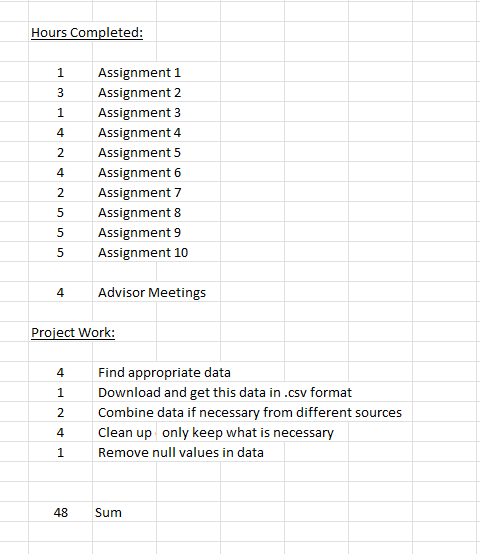 Hours Completed:
1 Assignment 1
3 Assignment 2
1 Assignment 3
4 Assignment 4
2 Assignment 5
4 Assignment 6
2 Assignment 7
5 Assignment 8
5 Assignment 9
5 Assignment 10
4 Advisor Meetings
Project Work:
4 Find appropriate data
1 Download and get this data in .csv format
2 Combine data if necessary from different sources
4 Clean up only keep what is necessary
1 Remove null values in data
48 Sum